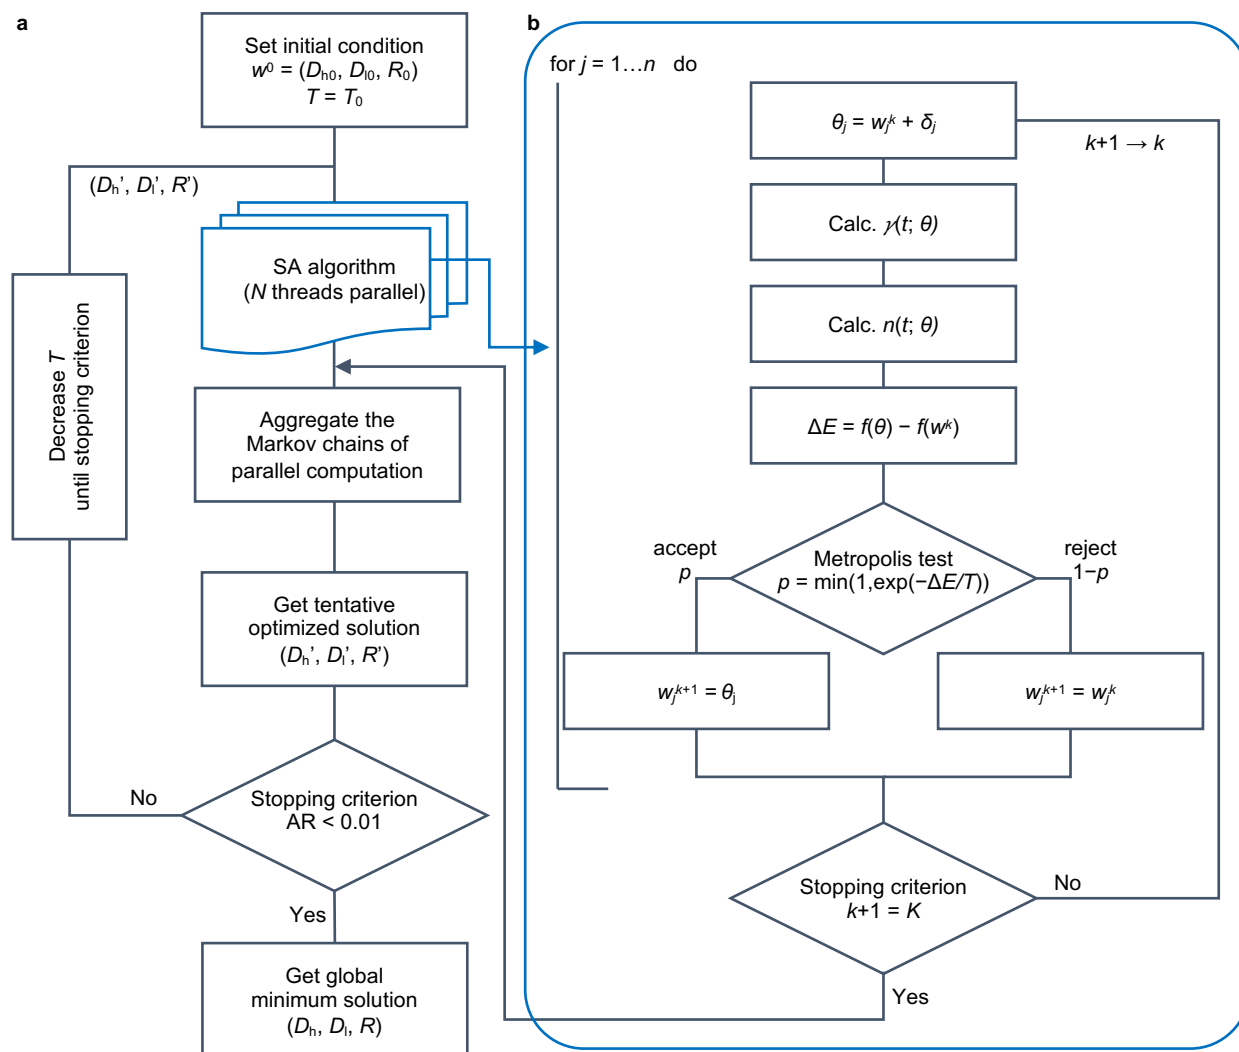 a
Set initial condition
w⁰ = (Dₕ₀, Dₗ₀, R₀)
T = T₀
(Dₕ’, Dₗ’, R’)
SA algorithm
(N threads parallel)
Decrease T
until stopping criterion
Aggregate the
Markov chains of
parallel computation
Get tentative
optimized solution
(Dₕ’, Dₗ’, R’)
No
Stopping criterion
AR < 0.01
Yes
Get global
minimum solution
(Dₕ, Dₗ, R)
b
for j = 1…n do
θⱼ = wⱼᵏ + δⱼ
k+1 → k
Calc. γ(t; θ)
Calc. n(t; θ)
ΔE = f(θ) − f(wᵏ)
accept
p
Metropolis test
p = min(1,exp(−ΔE/T))
reject
1−p
wⱼᵏ⁺¹ = θⱼ
wⱼᵏ⁺¹ = wⱼᵏ
Stopping criterion
k+1 = K
No
Yes